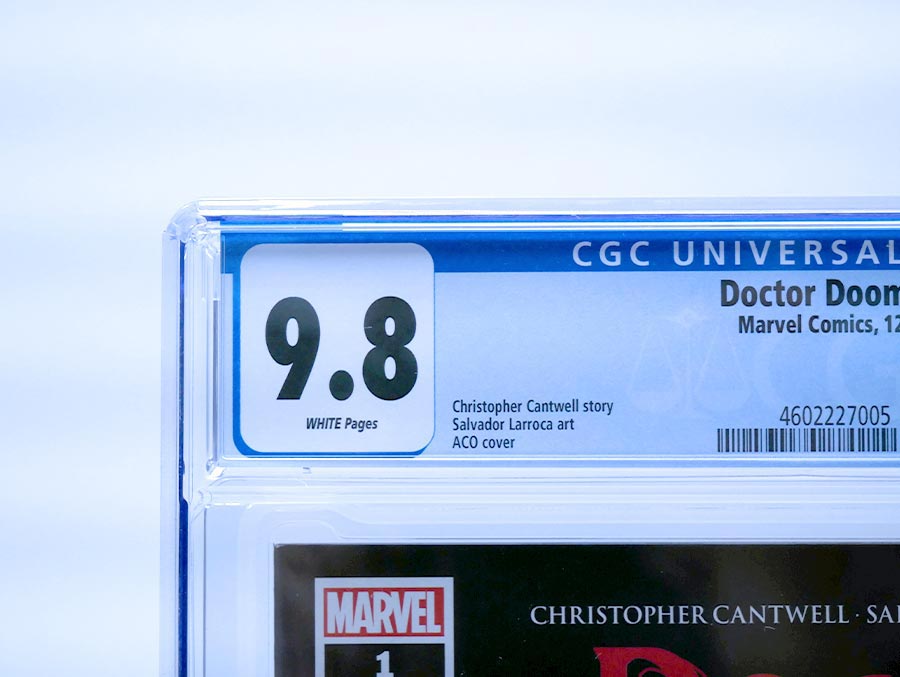 CGC UNIVERSAL
9.8
WHITE Pages
Doctor Doom
Marvel Comics, 12
Christopher Cantwell story
Salvador Larroca art
ACO cover
4602227005
MARVEL
1
CHRISTOPHER CANTWELL · SA